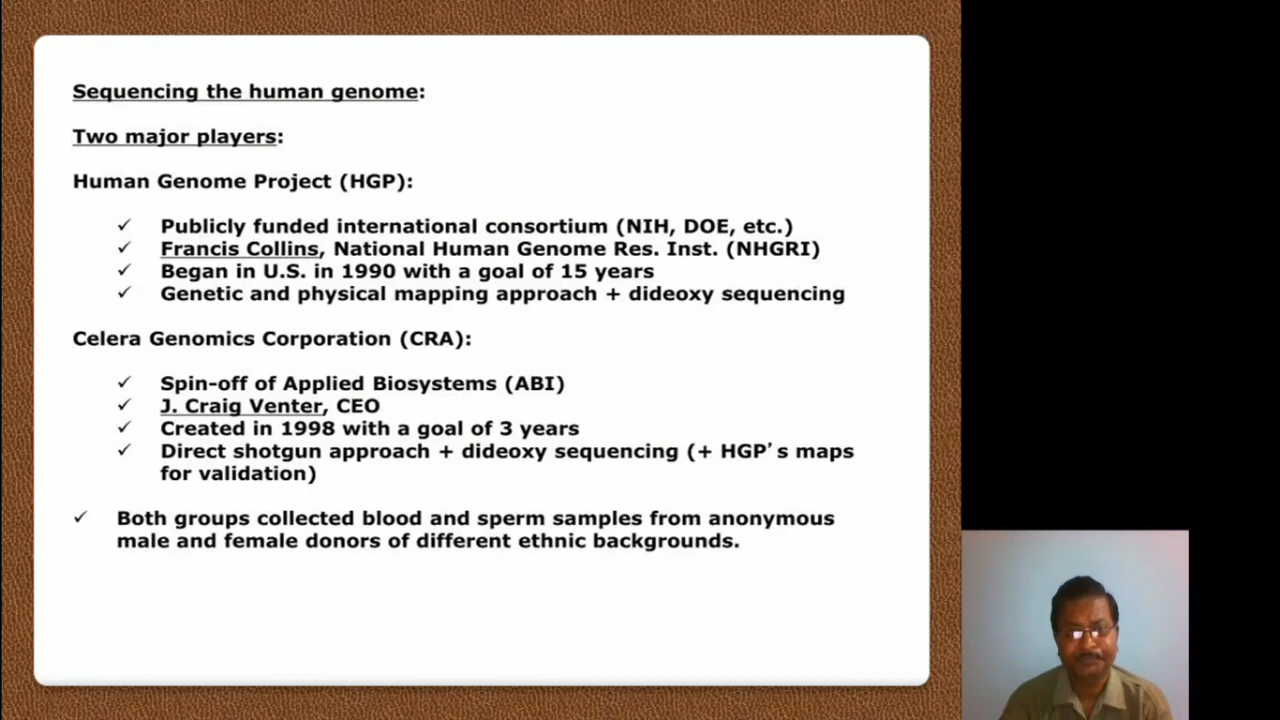 Sequencing the human genome:
Two major players:
Human Genome Project (HGP):
✓ Publicly funded international consortium (NIH, DOE, etc.)
✓ Francis Collins, National Human Genome Res. Inst. (NHGRI)
✓ Began in U.S. in 1990 with a goal of 15 years
✓ Genetic and physical mapping approach + dideoxy sequencing
Celera Genomics Corporation (CRA):
✓ Spin-off of Applied Biosystems (ABI)
✓ J. Craig Venter, CEO
✓ Created in 1998 with a goal of 3 years
✓ Direct shotgun approach + dideoxy sequencing (+ HGP’s maps
for validation)
✓ Both groups collected blood and sperm samples from anonymous
male and female donors of different ethnic backgrounds.